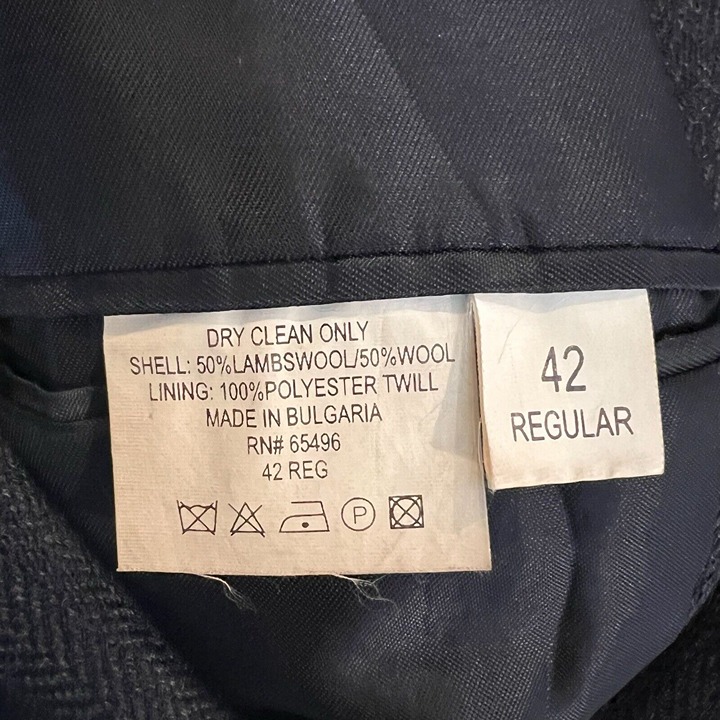 DRY CLEAN ONLY
SHELL: 50%LAMBSWOOL/50%WOOL
LINING: 100%POLYESTER TWILL
MADE IN BULGARIA
RN# 65496
42 REG
P
42
REGULAR